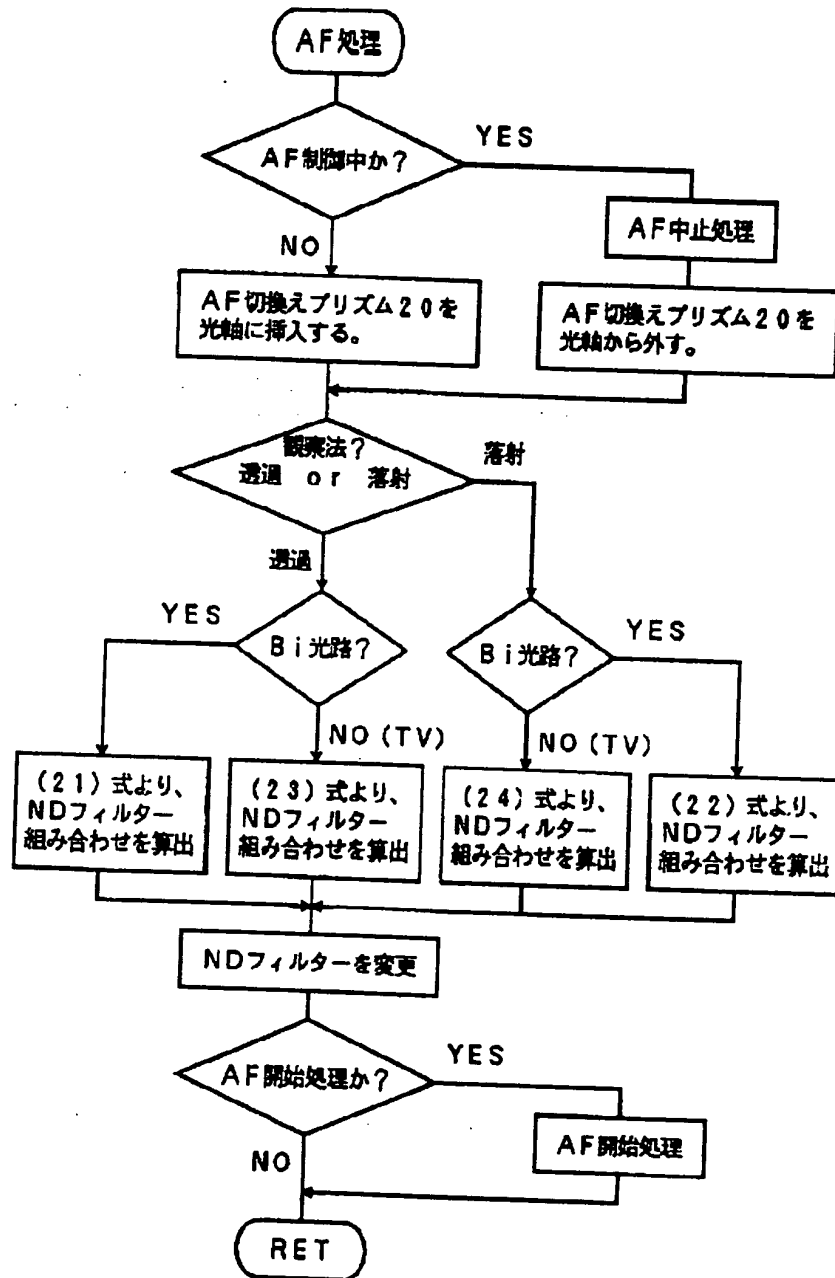 AF処理
AF制御中か?
YES
AF中止処理
NO
AF切換えプリズム20を
光軸に挿入する。
AF切換えプリズム20を
光軸から外す。
観察法?
透過 or 落射
落射
透過
YES
Bi光路?
Bi光路?
YES
NO(TV)
NO(TV)
(21)式より、
NDフィルター
組み合わせを算出
(23)式より、
NDフィルター
組み合わせを算出
(24)式より、
NDフィルター
組み合わせを算出
(22)式より、
NDフィルター
組み合わせを算出
NDフィルターを変更
AF開始処理か?
YES
AF開始処理
NO
RET